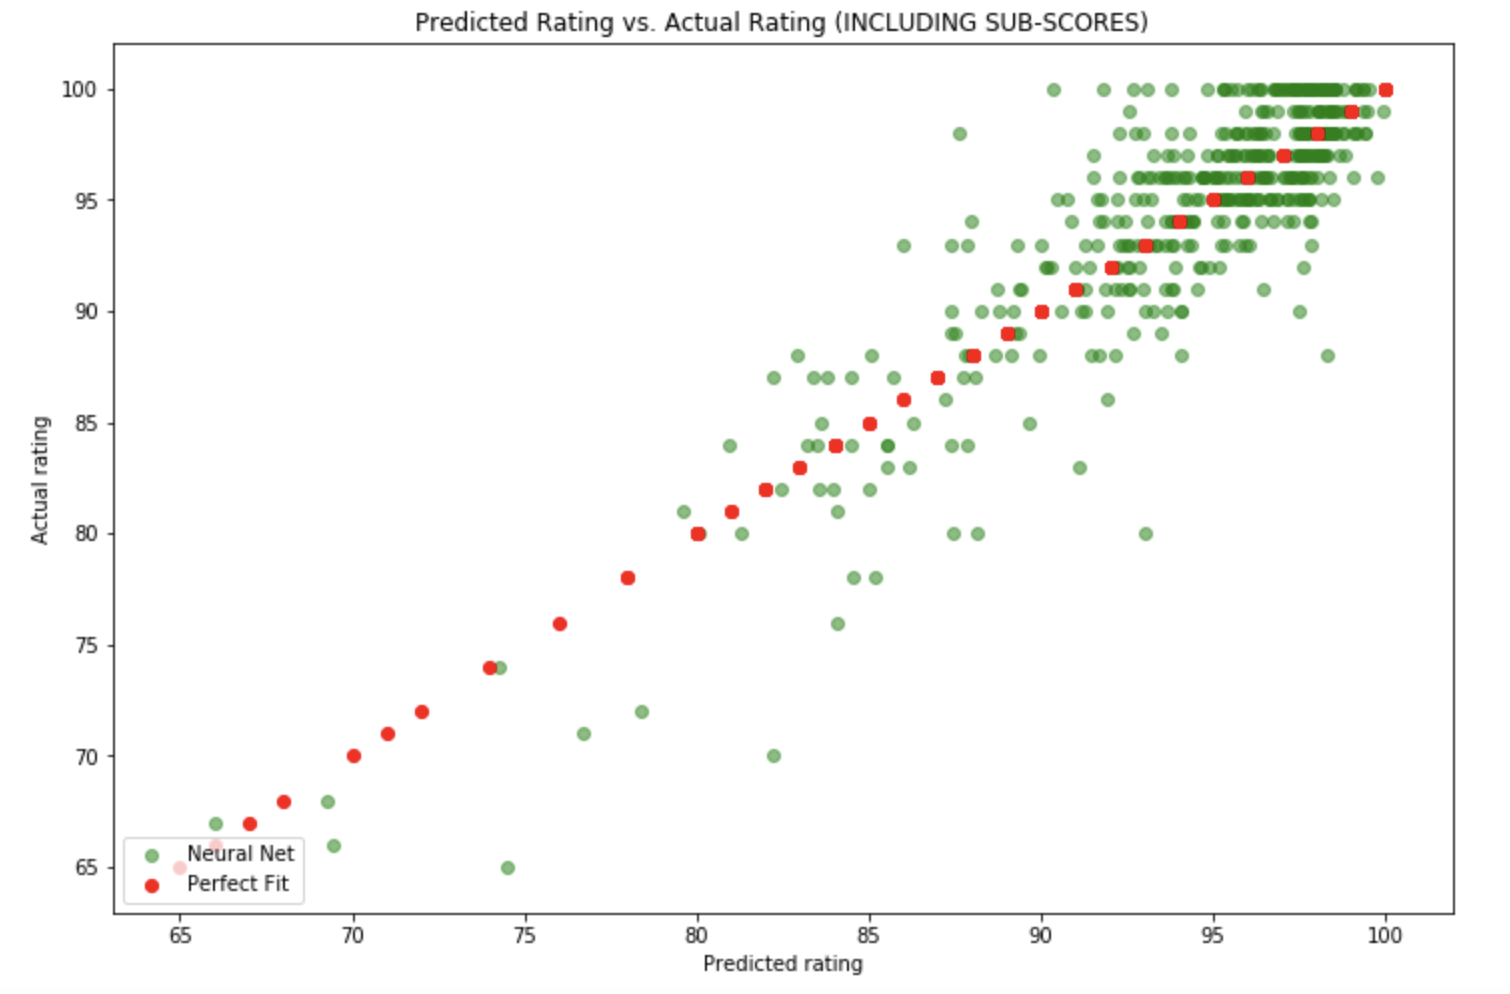 Predicted Rating vs. Actual Rating (INCLUDING SUB-SCORES)
100
95
90
85
80
75
70
65
Actual rating
Neural Net
Perfect Fit
65 70 75 80 85 90 95 100
Predicted rating